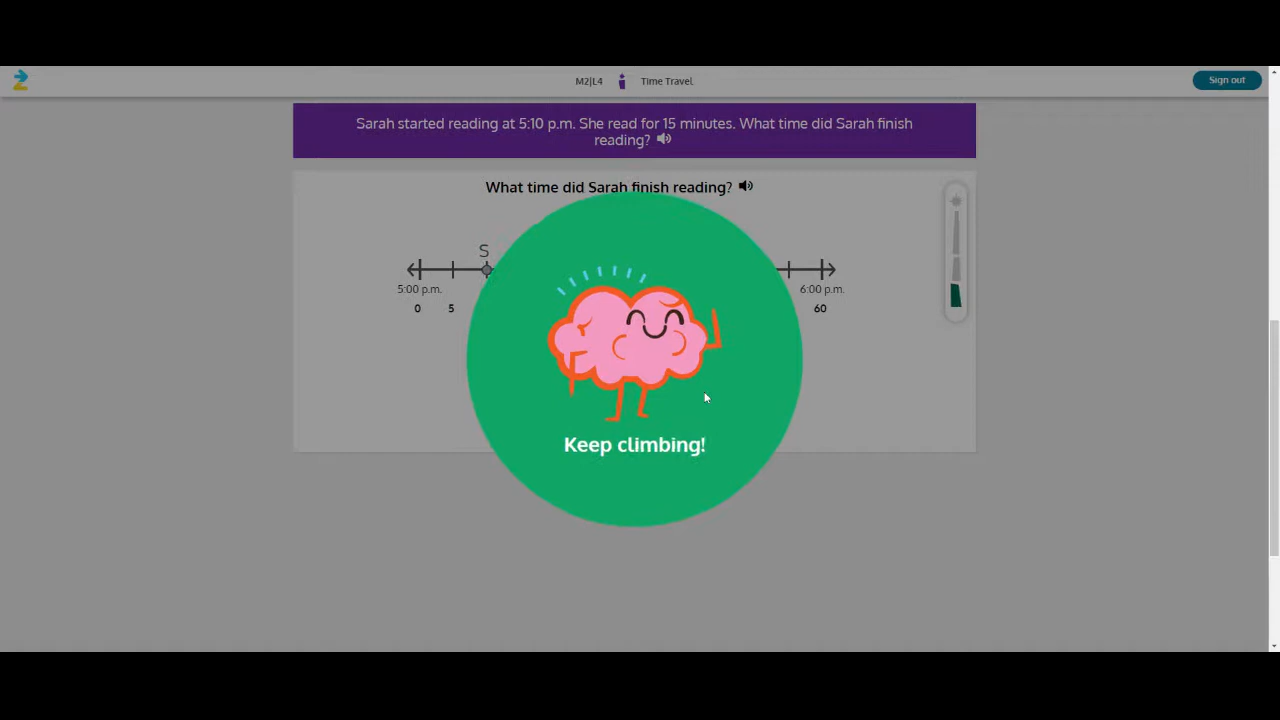 M2|L4 Time Travel Sign out
Sarah started reading at 5:10 p.m. She read for 15 minutes. What time did Sarah finish
reading?
What time did Sarah finish reading?
S
5:00 p.m. 6:00 p.m.
0 5 60
Keep climbing!